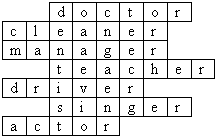 doctor
cleaner
manager
teacher
driver
singer
actor